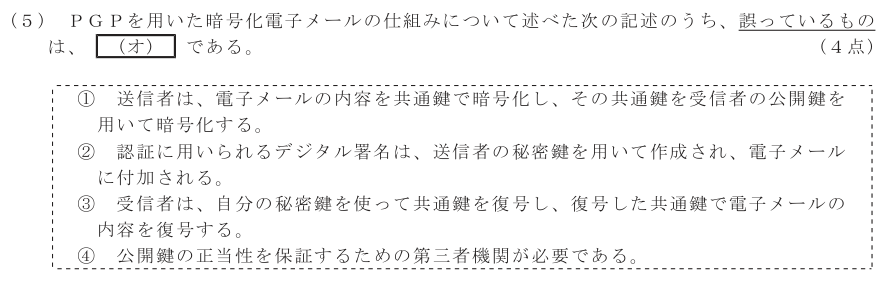 (5) PGPを用いた暗号化電子メールの仕組みについて述べた次の記述のうち、誤っているもの
は、 (オ) である。 (4点)
① 送信者は、電子メールの内容を共通鍵で暗号化し、その共通鍵を受信者の公開鍵を
用いて暗号化する。
② 認証に用いられるデジタル署名は、送信者の秘密鍵を用いて作成され、電子メール
に付加される。
③ 受信者は、自分の秘密鍵を使って共通鍵を復号し、復号した共通鍵で電子メールの
内容を復号する。
④ 公開鍵の正当性を保証するための第三者機関が必要である。